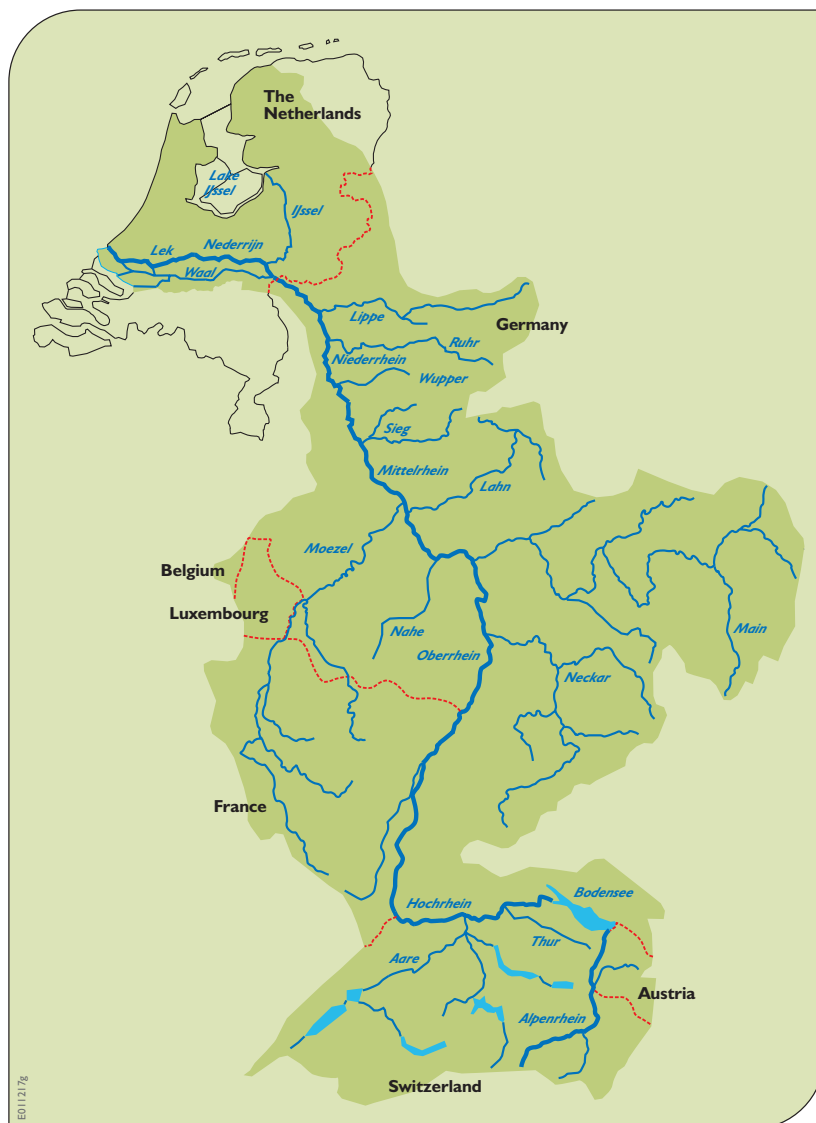 The
Netherlands
Lake
IJssel
IJssel
Nederrijn
Lek
Waal
Lippe
Germany
Ruhr
Niederrhein
Wupper
Sieg
Mittelrhein
Lahn
Moezel
Belgium
Luxembourg
Nahe
Main
Oberrhein
Neckar
France
Bodensee
Hochrhein
Thur
Aare
Austria
Alpenrhein
Switzerland
E011217g